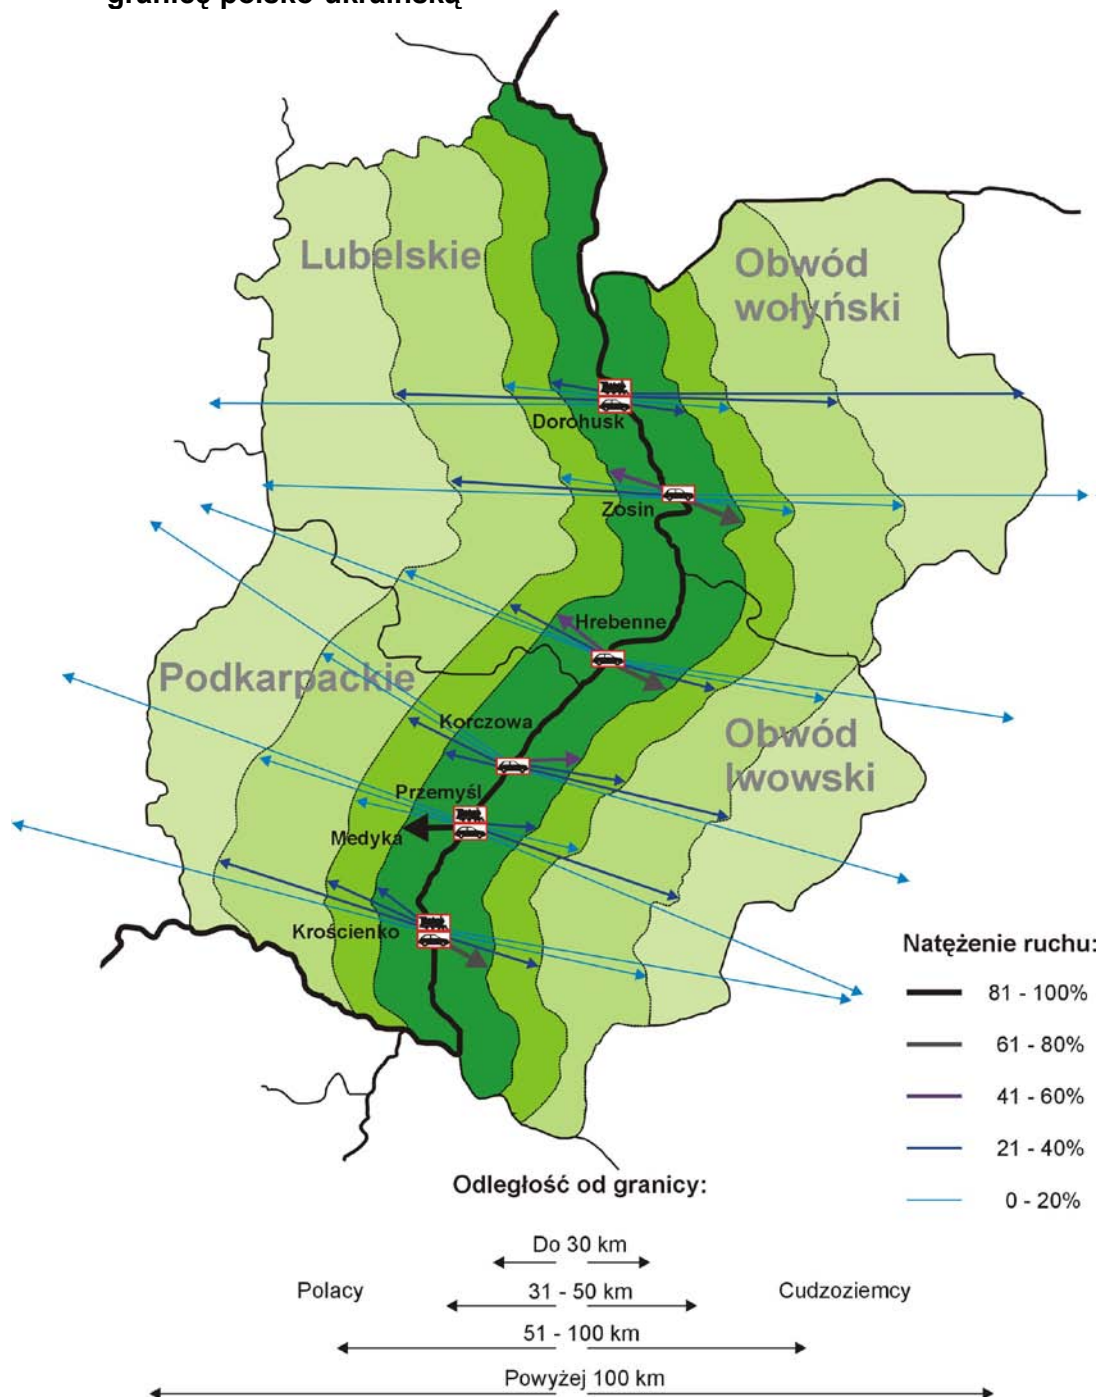 granicę polsko-ukraińską
Lubelskie
Obwód
wołyński
Dorohusk
Zosin
Hrebenne
Podkarpackie
Korczowa
Obwód
lwowski
Przemyśl
Medyka
Krościenko
Natężenie ruchu:
81 - 100%
61 - 80%
41 - 60%
21 - 40%
0 - 20%
Odległość od granicy:
Do 30 km
Polacy
31 - 50 km
Cudzoziemcy
51 - 100 km
Powyżej 100 km